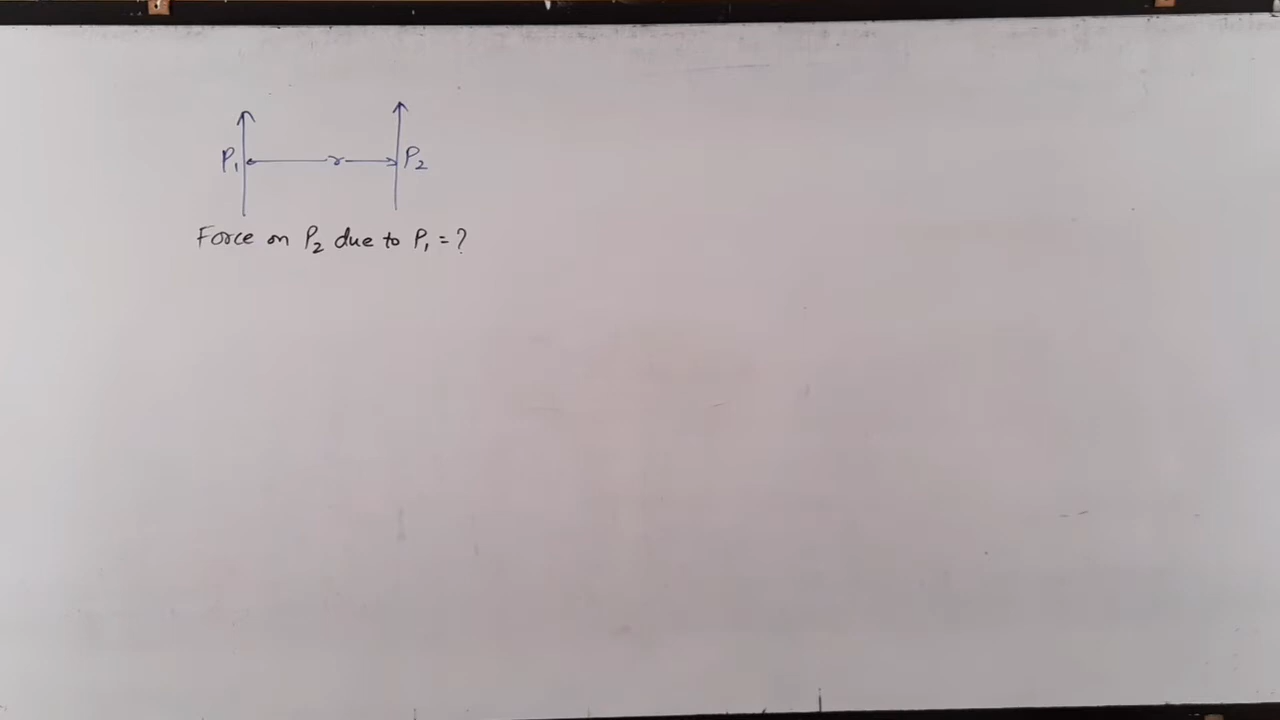 P₁ r P₂
Force on P₂ due to P₁ = ?